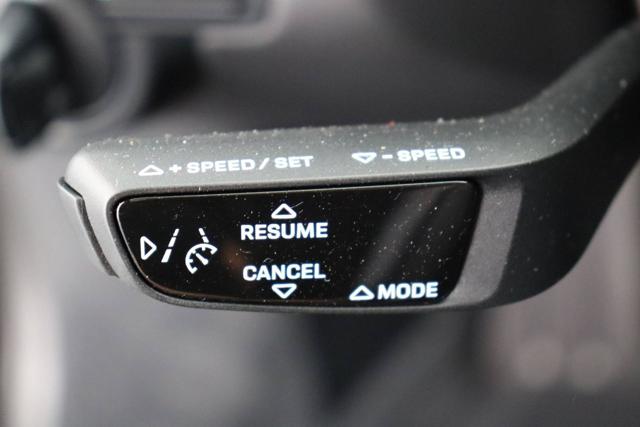 + SPEED / SET
- SPEED
RESUME
CANCEL
MODE